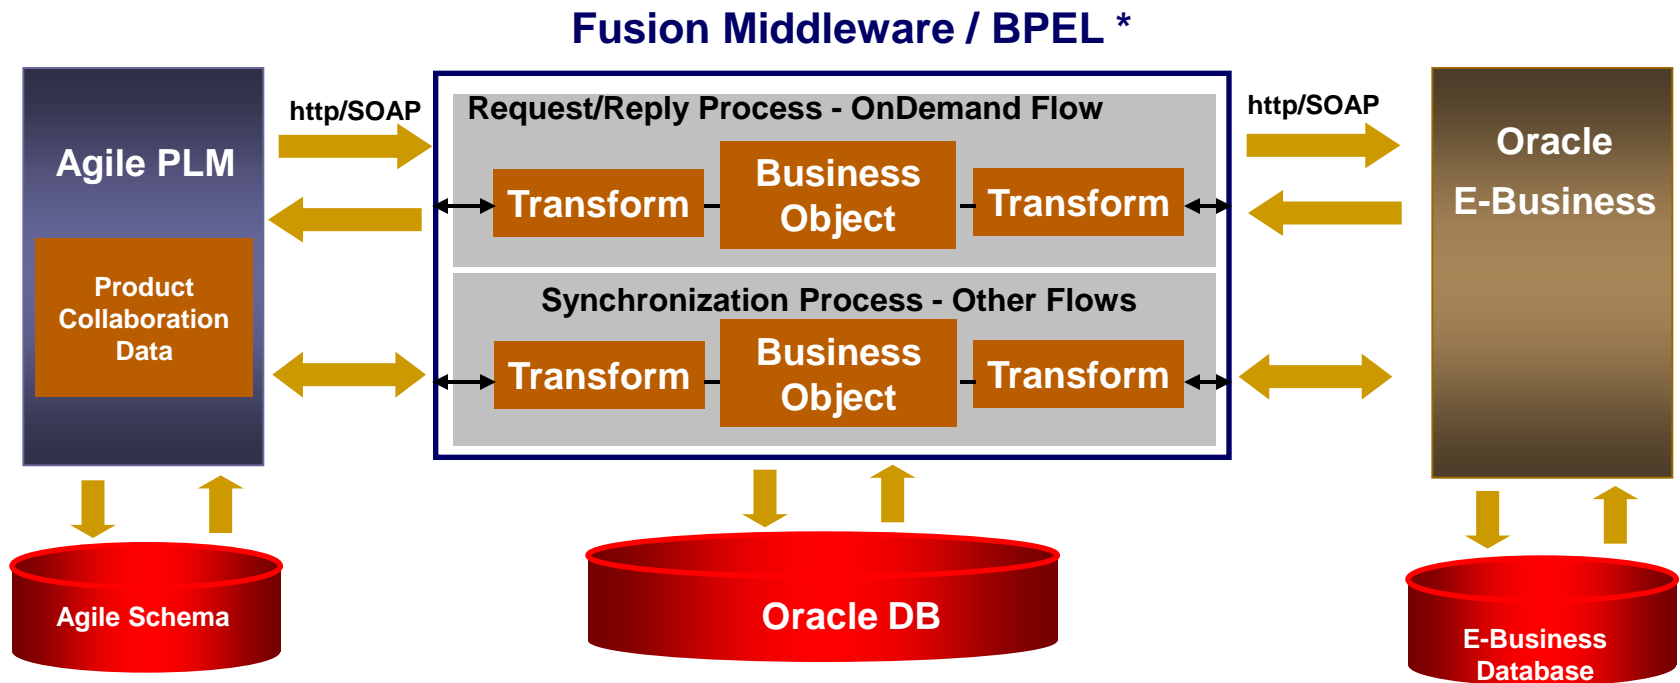 Fusion Middleware / BPEL *
http/SOAP
Request/Reply Process - OnDemand Flow
http/SOAP
Agile PLM
Transform
Business
Object
Transform
Oracle
E-Business
Product
Collaboration
Data
Synchronization Process - Other Flows
Transform
Business
Object
Transform
Agile Schema
Oracle DB
E-Business
Database